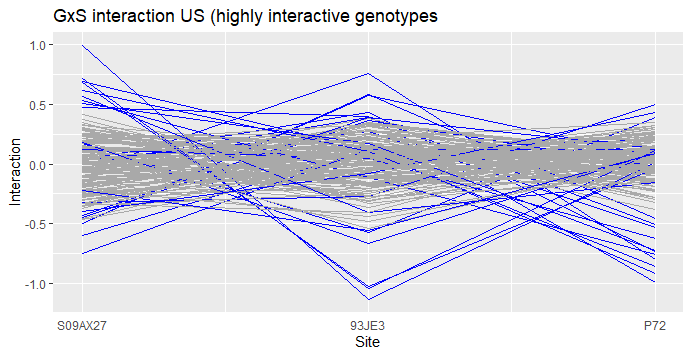 GxS interaction US (highly interactive genotypes
1.0
0.5
0.0
-0.5
-1.0
Interaction
S09AX27 93JE3 P72
Site